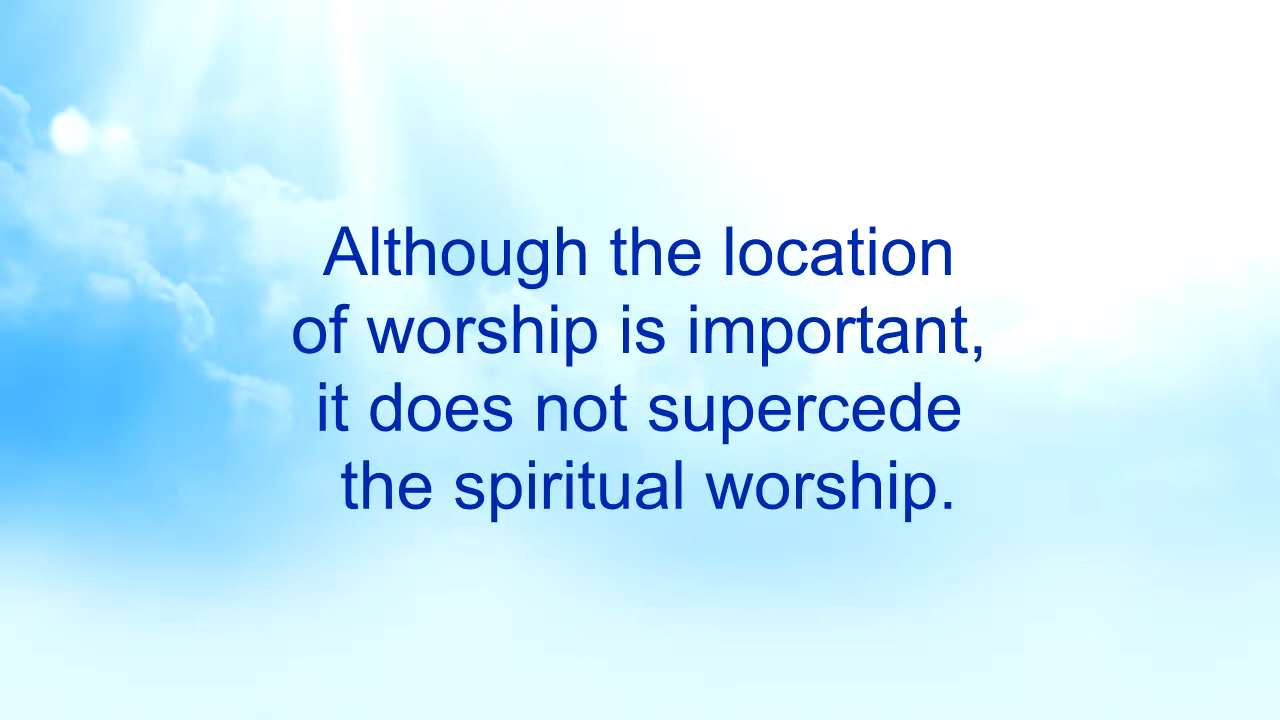 Although the location
of worship is important,
it does not supercede
the spiritual worship.